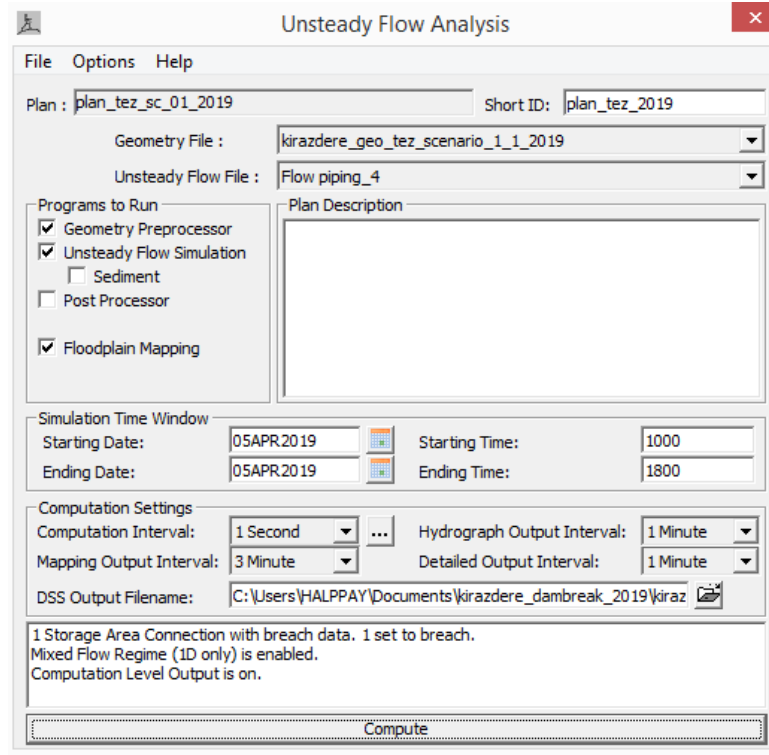 Unsteady Flow Analysis
File Options Help
Plan : plan_tez_sc_01_2019 Short ID: plan_tez_2019
Geometry File : kirazdere_geo_tez_scenario_1_1_2019
Unsteady Flow File : Flow piping_4
Programs to Run Plan Description
Geometry Preprocessor
Unsteady Flow Simulation
Sediment
Post Processor
Floodplain Mapping
Simulation Time Window
Starting Date: 05APR2019 Starting Time: 1000
Ending Date: 05APR2019 Ending Time: 1800
Computation Settings
Computation Interval: 1 Second ... Hydrograph Output Interval: 1 Minute
Mapping Output Interval: 3 Minute Detailed Output Interval: 1 Minute
DSS Output Filename: C:\Users\HALPPAY\Documents\kirazdere_dambreak_2019\kiraz
1 Storage Area Connection with breach data. 1 set to breach.
Mixed Flow Regime (1D only) is enabled.
Computation Level Output is on.
Compute